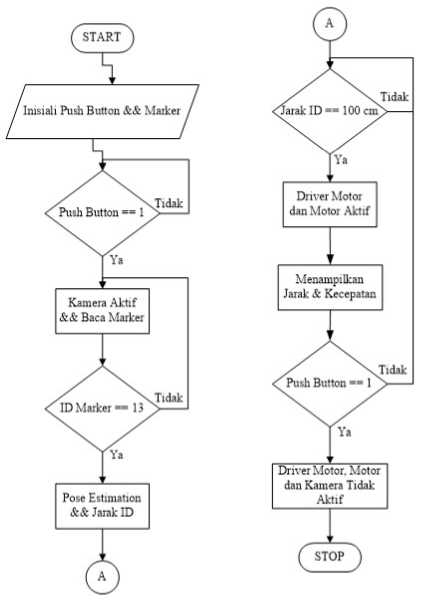 START
Inisiali Push Button && Marker
Push Button == 1
Tidak
Ya
Kamera Aktif
&& Baca Marker
ID Marker == 13
Tidak
Ya
Pose Estimation
&& Jarak ID
A
A
Jarak ID == 100 cm
Tidak
Ya
Driver Motor
dan Motor Aktif
Menampilkan
Jarak & Kecepatan
Push Button == 1
Tidak
Ya
Driver Motor, Motor
dan Kamera Tidak
Aktif
STOP